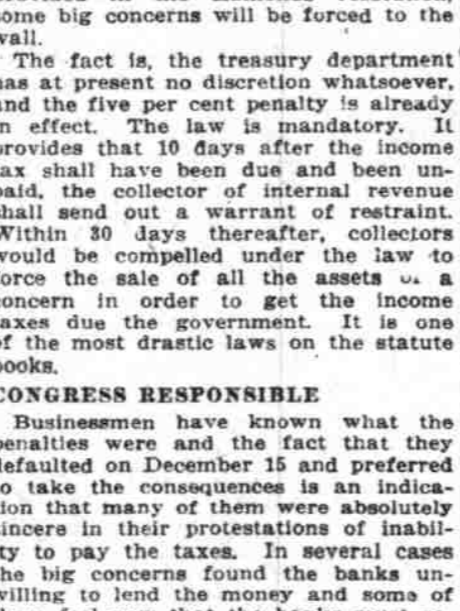 ome big concerns will be forced to the
wall.
The fact is, the treasury department
has at present no discretion whatsoever,
and the five per cent penalty is already
in effect. The law is mandatory. It
provides that 10 days after the income
tax shall have been due and been un-
paid, the collector of internal revenue
shall send out a warrant of restraint.
Within 30 days thereafter, collectors
would be compelled under the law to
force the sale of all the assets of a
concern in order to get the income
taxes due the government. It is one
of the most drastic laws on the statute
books.
CONGRESS RESPONSIBLE
Businessmen have known what the
penalties were and the fact that they
defaulted on December 15 and preferred
to take the consequences is an indica-
tion that many of them were absolutely
sincere in their protestations of inabil-
ity to pay the taxes. In several cases
the big concerns found the banks un-
willing to lend the money and some of